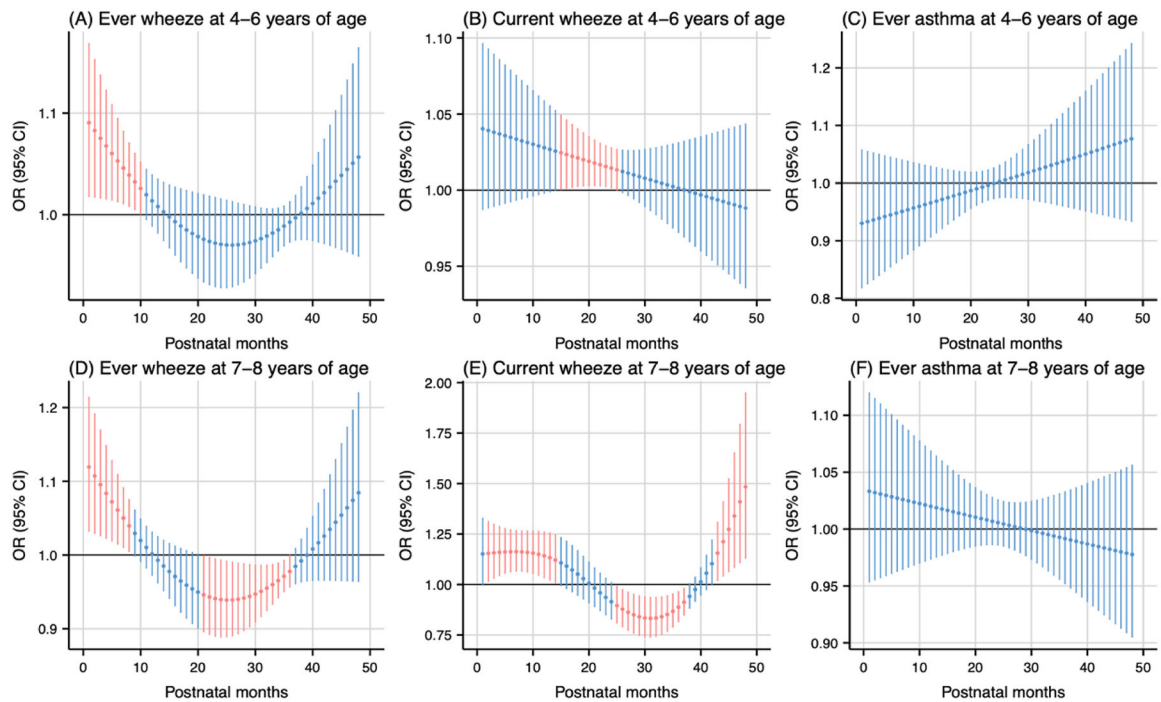 (A) Ever wheeze at 4–6 years of age
(B) Current wheeze at 4–6 years of age
(C) Ever asthma at 4–6 years of age
OR (95% CI)
1.1
1.0
0 10 20 30 40 50
Postnatal months
OR (95% CI)
1.10
1.05
1.00
0.95
0 10 20 30 40 50
Postnatal months
OR (95% CI)
1.2
1.1
1.0
0.9
0.8
0 10 20 30 40 50
Postnatal months
(D) Ever wheeze at 7–8 years of age
(E) Current wheeze at 7–8 years of age
(F) Ever asthma at 7–8 years of age
OR (95% CI)
1.2
1.1
1.0
0.9
0 10 20 30 40 50
Postnatal months
OR (95% CI)
2.00
1.75
1.50
1.25
1.00
0.75
0 10 20 30 40 50
Postnatal months
OR (95% CI)
1.10
1.05
1.00
0.95
0.90
0 10 20 30 40 50
Postnatal months